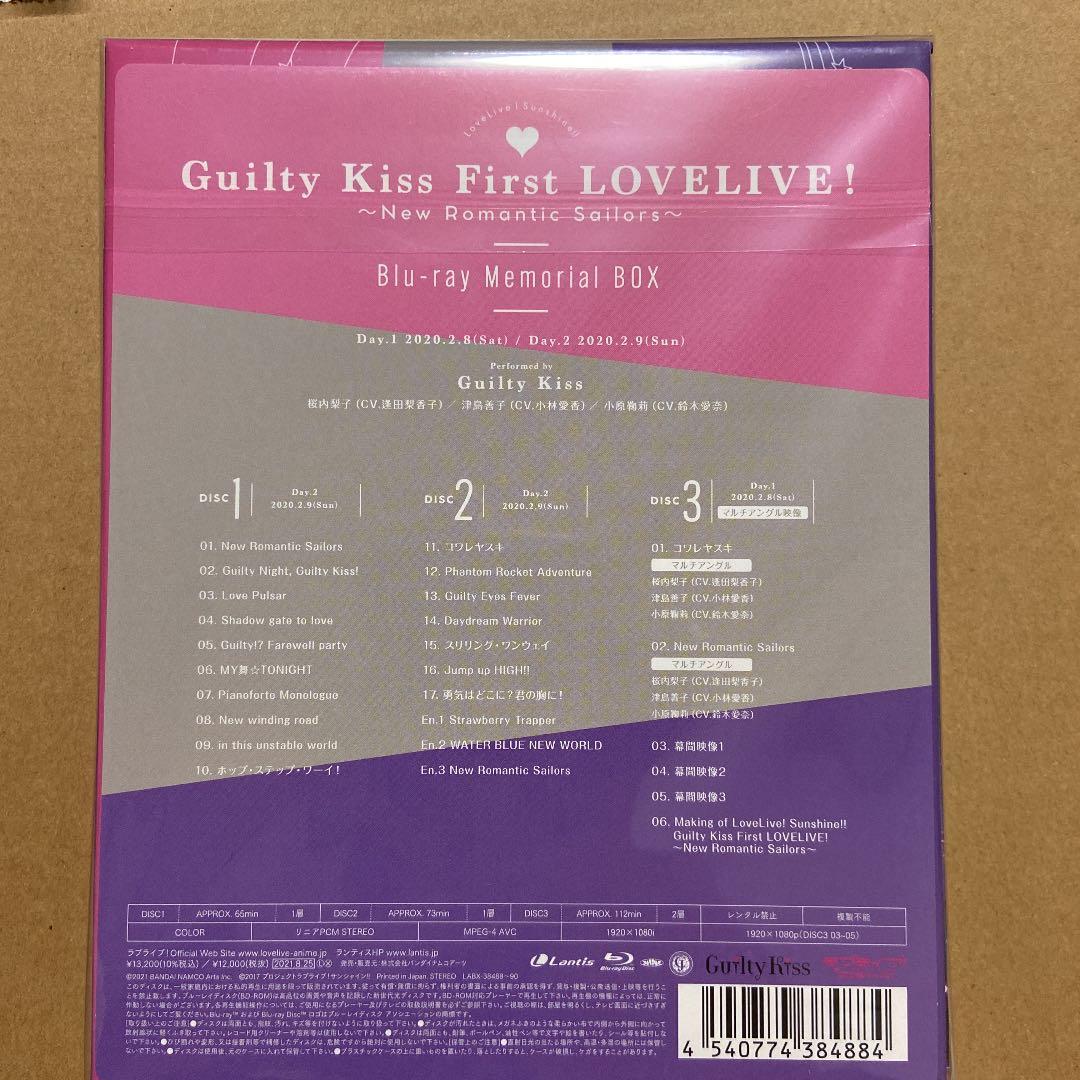 LoveLive! Sunshine!!
Guilty Kiss First LOVELIVE!
〜New Romantic Sailors〜
Blu-ray Memorial BOX
Day.1 2020.2.8(Sat) / Day.2 2020.2.9(Sun)
Performed by
Guilty Kiss
桜内梨子(CV.逢田梨香子) ／ 津島善子(CV.小林愛香) ／ 小原鞠莉(CV.鈴木愛奈)
DISC 1
Day.2
2020.2.9(Sun)
01. New Romantic Sailors
02. Guilty Night, Guilty Kiss!
03. Love Pulsar
04. Shadow gate to love
05. Guilty!? Farewell party
06. MY舞☆TONIGHT
07. Pianoforte Monologue
08. New winding road
09. in this unstable world
10. ホップ・ステップ・ワーイ!
DISC 2
Day.2
2020.2.9(Sun)
11. コワレヤスキ
12. Phantom Rocket Adventure
13. Guilty Eyes Fever
14. Daydream Warrior
15. スリリング・ワンウェイ
16. Jump up HIGH!!
17. 勇気はどこに?君の胸に!
En.1 Strawberry Trapper
En.2 WATER BLUE NEW WORLD
En.3 New Romantic Sailors
DISC 3
Day.1
2020.2.8(Sat)
マルチアングル映像
01. コワレヤスキ
マルチアングル
桜内梨子(CV.逢田梨香子)
津島善子(CV.小林愛香)
小原鞠莉(CV.鈴木愛奈)
02. New Romantic Sailors
マルチアングル
桜内梨子(CV.逢田梨香子)
津島善子(CV.小林愛香)
小原鞠莉(CV.鈴木愛奈)
03. 幕間映像1
04. 幕間映像2
05. 幕間映像3
06. Making of LoveLive! Sunshine!!
Guilty Kiss First LOVELIVE!
〜New Romantic Sailors〜
DISC1 APPROX. 65min 1層 DISC2 APPROX. 73min 1層 DISC3 APPROX. 112min 2層 レンタル禁止 複製不能
COLOR リニアPCM STEREO MPEG-4 AVC 1920×1080i 1920×1080p(DISC3 03-05)
ラブライブ!Official Web Site www.lovelive-anime.jp ランティスHP www.lantis.jp
¥13,200(10%税込) / ¥12,000(税抜) 2021.8.25 発売・販売元:株式会社バンダイナムコアーツ
©2021 BANDAI NAMCO Arts Inc. ©2017 プロジェクトラブライブ!サンシャイン!! Printed in Japan. STEREO LABX-38488〜90
Lantis Blu-ray Disc Guilty Kiss
4 540774 384884